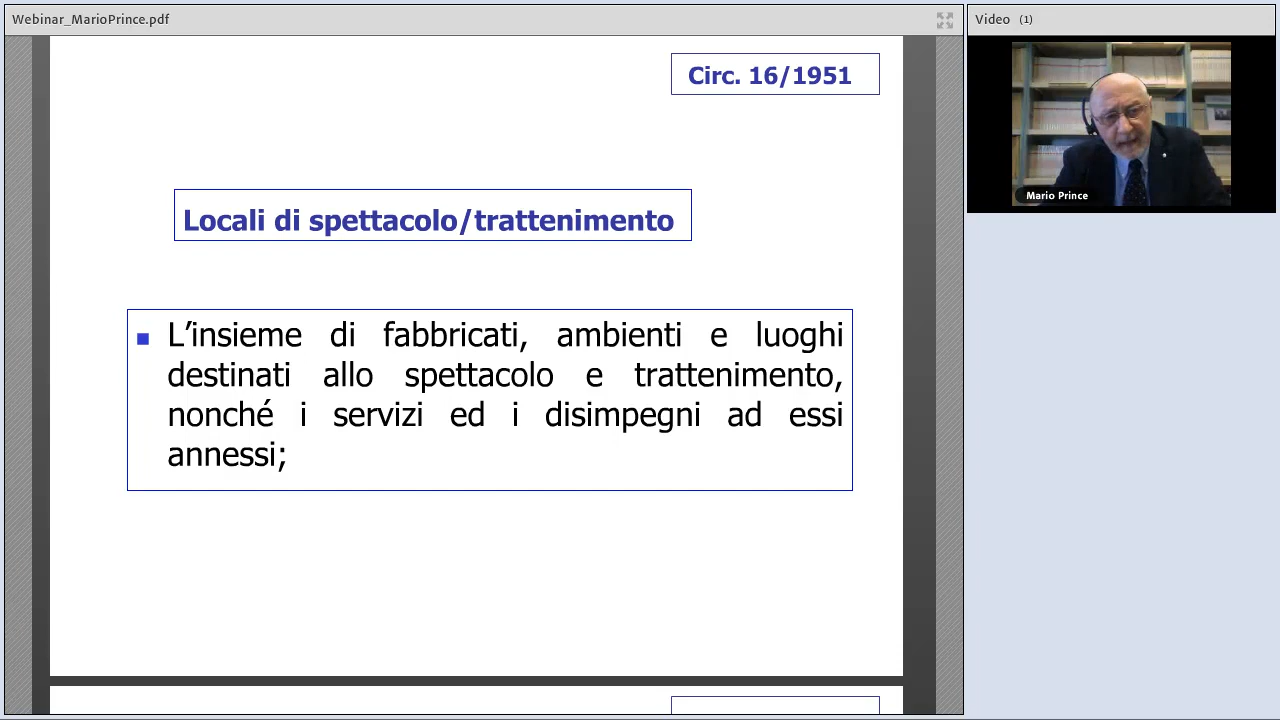 Webinar_MarioPrince.pdf
Video (1)
Circ. 16/1951
Mario Prince
Locali di spettacolo/trattenimento
■ L’insieme di fabbricati, ambienti e luoghi
destinati allo spettacolo e trattenimento,
nonché i servizi ed i disimpegni ad essi
annessi;